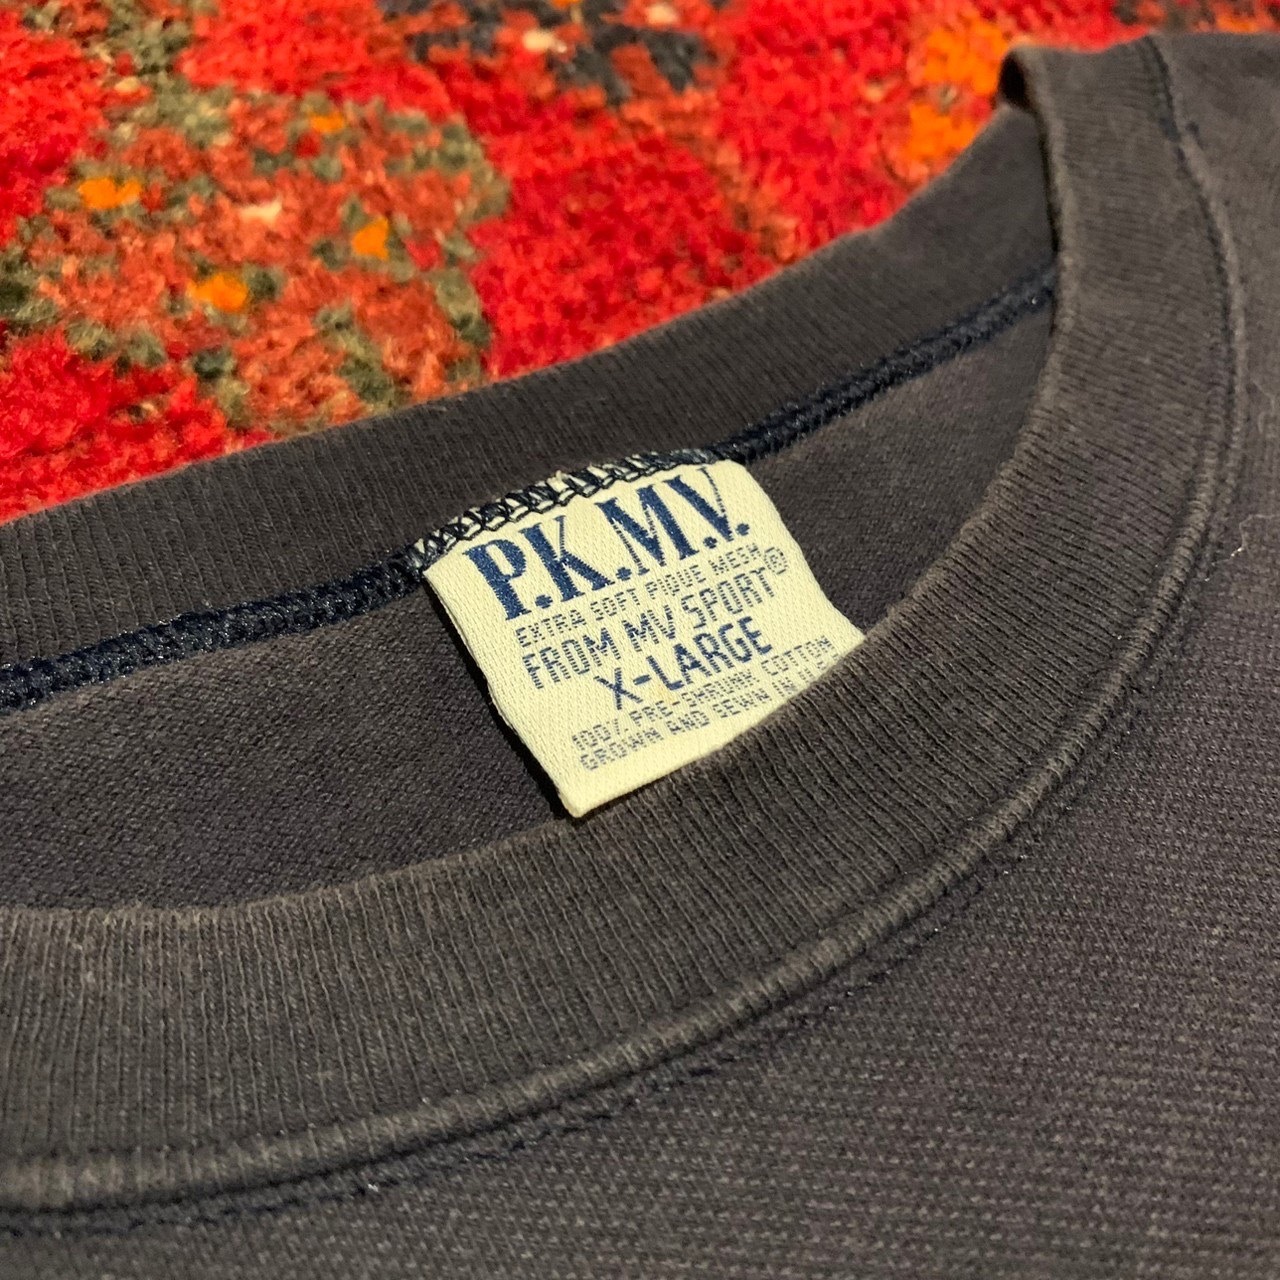 P.K.M.V.
EXTRA SOFT PIQUE MESH
FROM MV SPORT®
X-LARGE
100% PRE-SHRUNK COTTON
GROWN AND SEWN IN